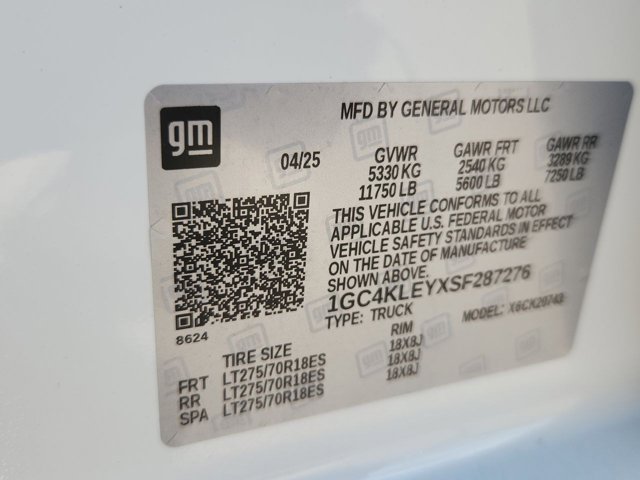 gm
MFD BY GENERAL MOTORS LLC
04/25 GVWR GAWR FRT GAWR RR
5330 KG 2540 KG 3289 KG
11750 LB 5600 LB 7250 LB
THIS VEHICLE CONFORMS TO ALL
APPLICABLE U.S. FEDERAL MOTOR
VEHICLE SAFETY STANDARDS IN EFFECT
ON THE DATE OF MANUFACTURE
SHOWN ABOVE.
1GC4KLEYXSF287276
TYPE: TRUCK MODEL:
8624
TIRE SIZE RIM
FRT LT275/70R18ES 18X8J
RR LT275/70R18ES 18X8J
SPA LT275/70R18ES 18X8J